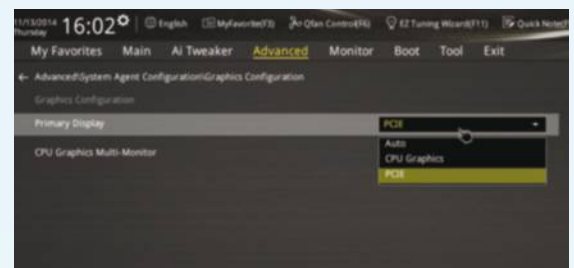 11/13/2014 16:02 English MyFavorite(F3) Qfan Control(F6) EZ Tuning Wizard(F11) Quick Note(F
Thursday
My Favorites Main Ai Tweaker Advanced Monitor Boot Tool Exit
Advanced\System Agent Configuration\Graphics Configuration
Graphics Configuration
Primary Display PCIE
Auto
CPU Graphics Multi-Monitor CPU Graphics
PCIE